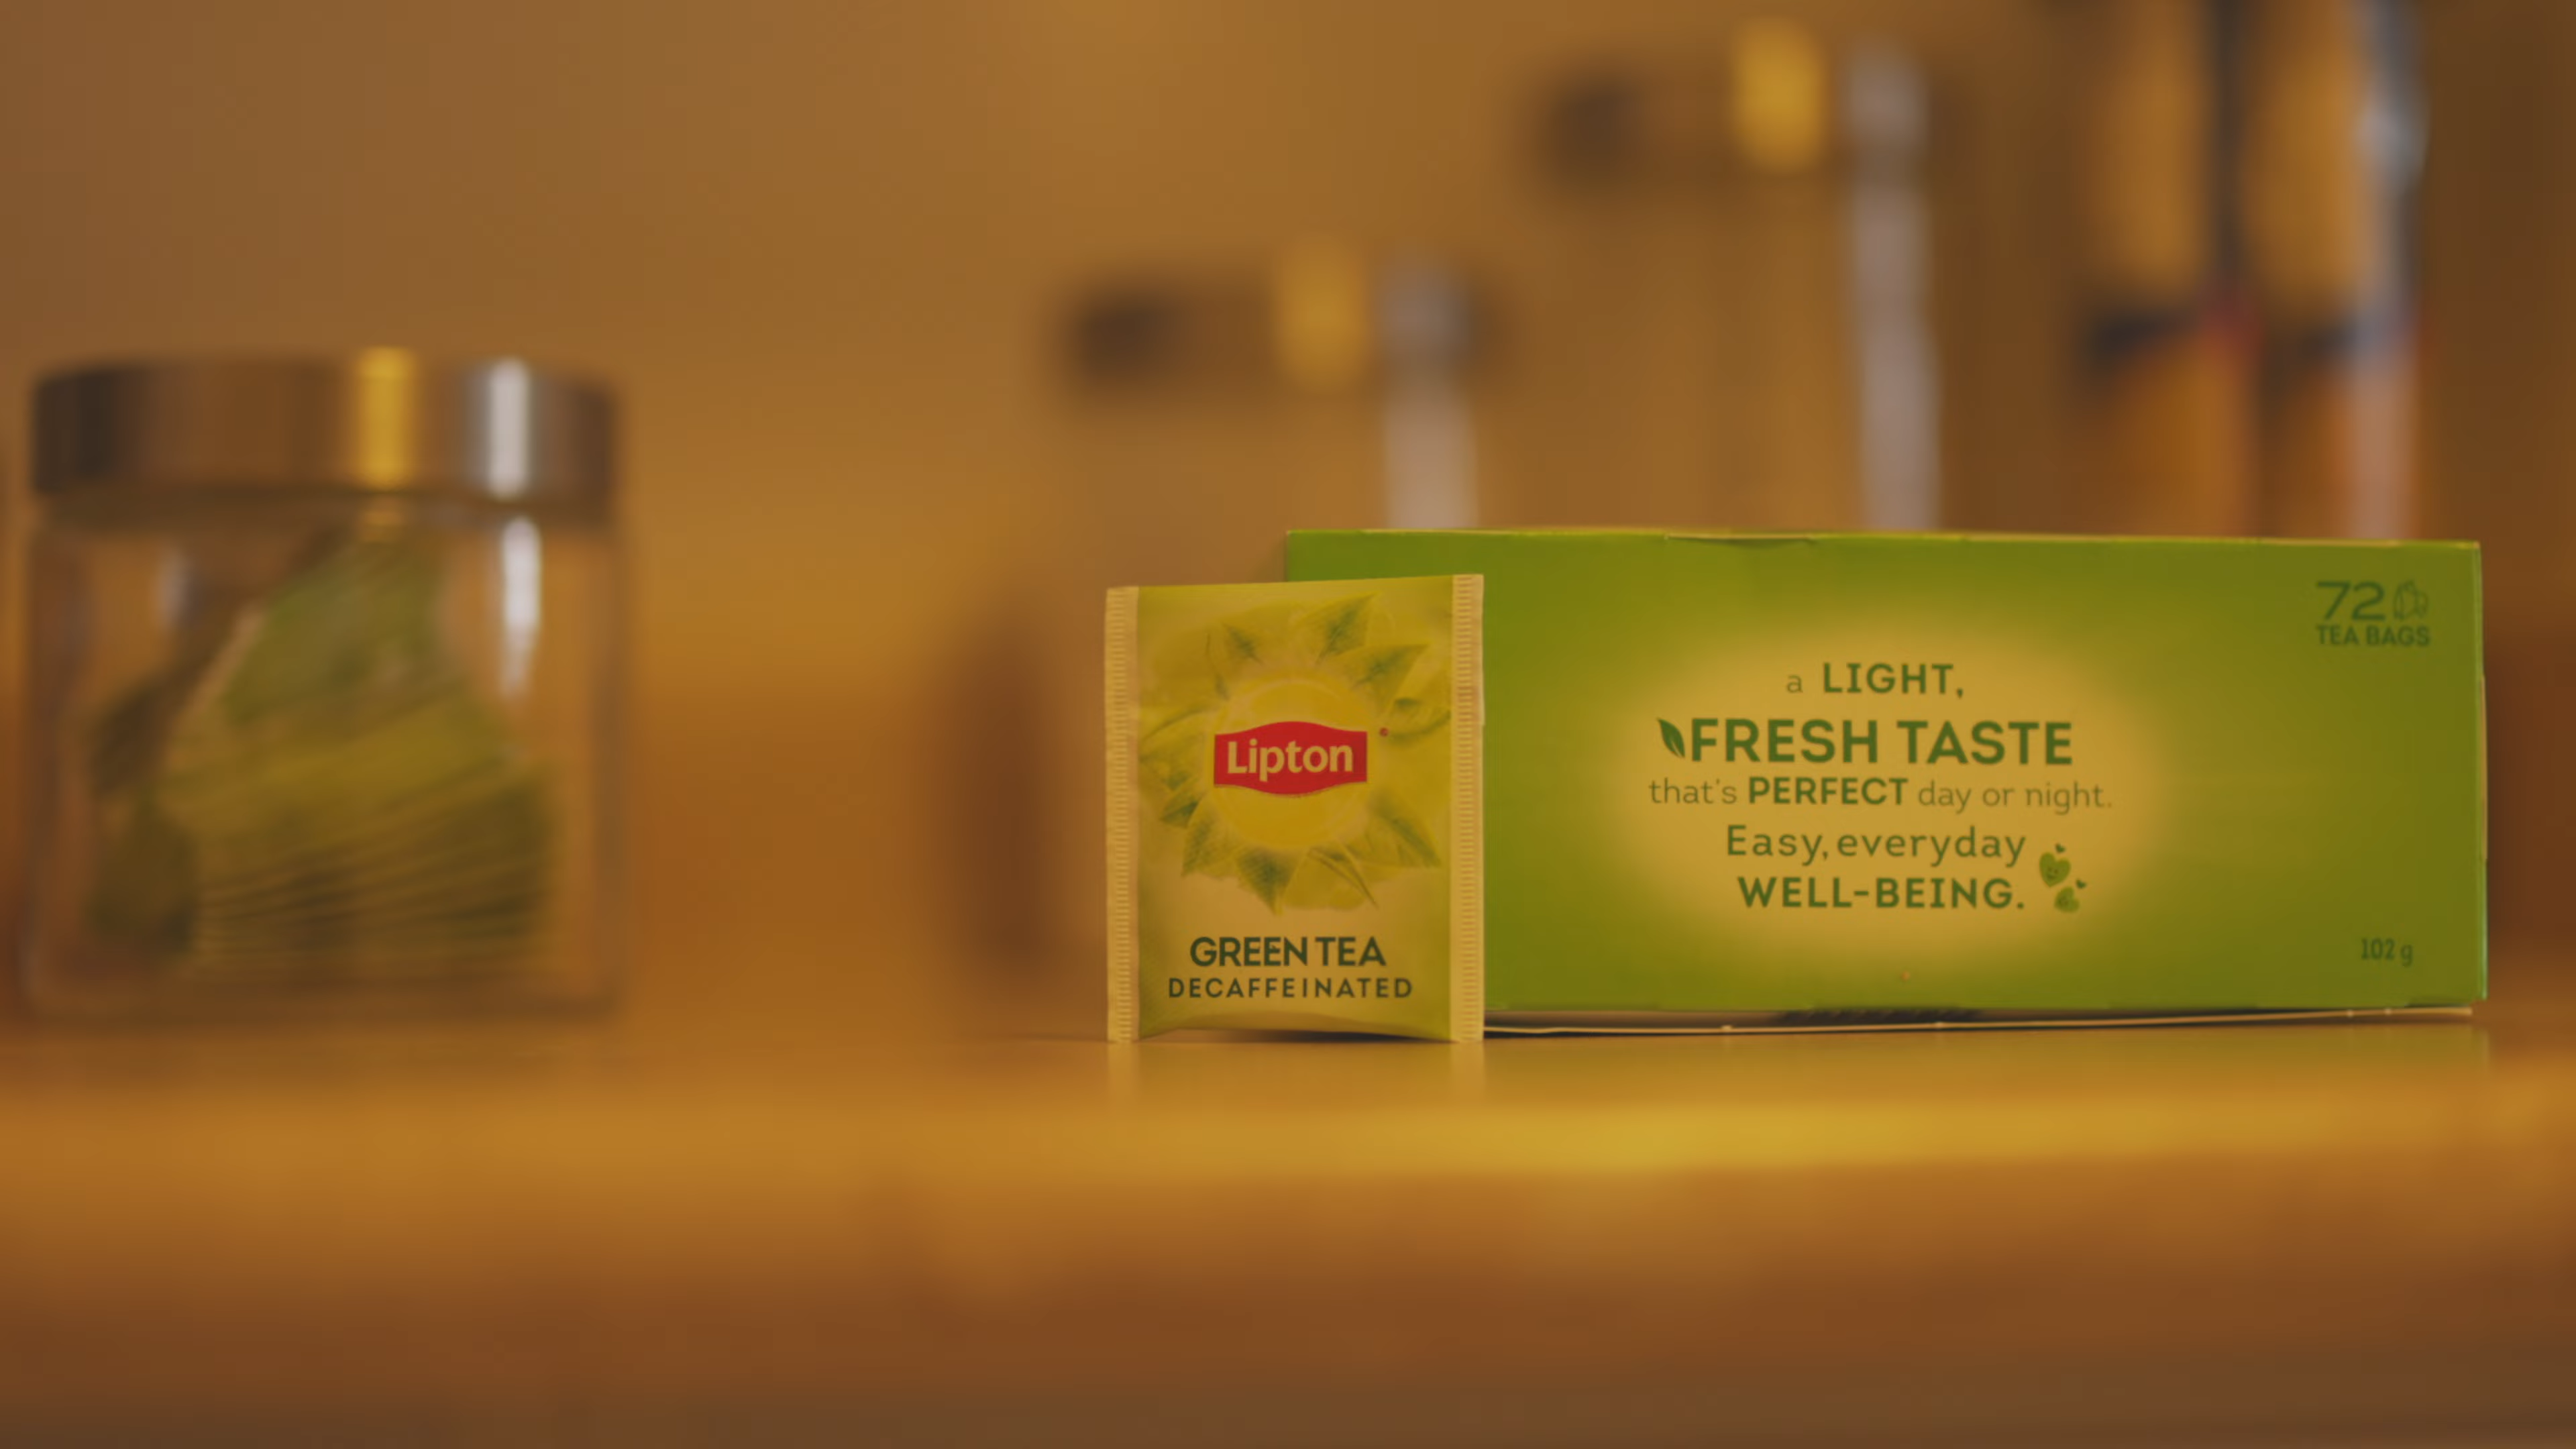 Lipton
GREEN TEA
DECAFFEINATED
72
TEA BAGS
a LIGHT,
FRESH TASTE
that's PERFECT day or night.
Easy, everyday
WELL-BEING.
102 g